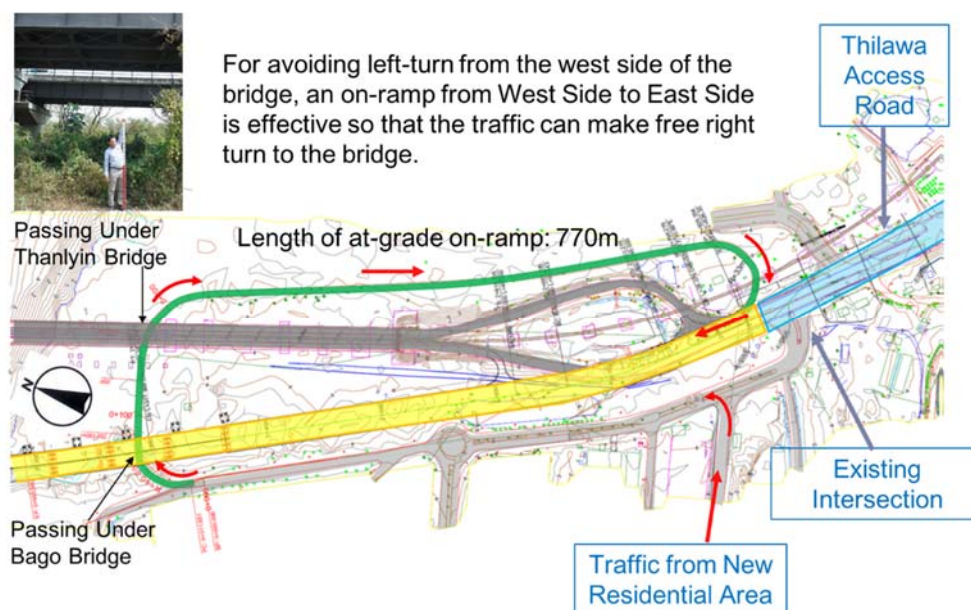 For avoiding left-turn from the west side of the
bridge, an on-ramp from West Side to East Side
is effective so that the traffic can make free right
turn to the bridge.
Thilawa
Access
Road
Passing Under
Thanlyin Bridge
Length of at-grade on-ramp: 770m
N
Passing Under
Bago Bridge
Existing
Intersection
Traffic from New
Residential Area